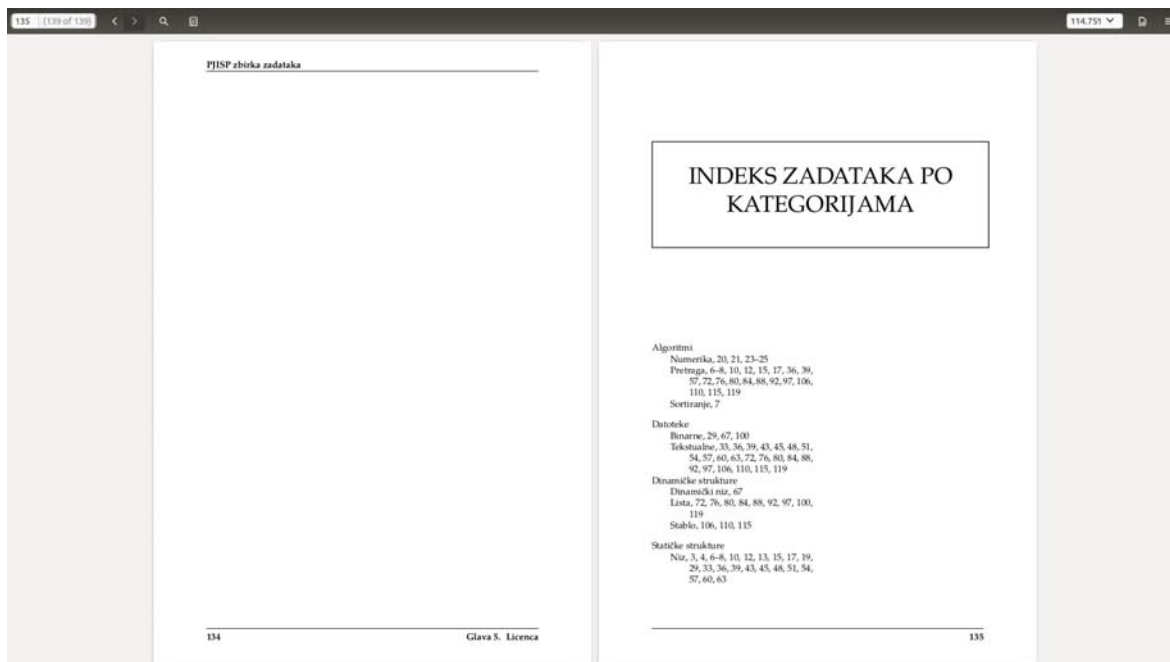 135 (139 of 139)
114.751
PJISP zbirka zadataka
134 Glava 5. Licenca
INDEKS ZADATAKA PO
KATEGORIJAMA
Algoritmi
Numerika, 20, 21, 23–25
Pretraga, 6–8, 10, 12, 15, 17, 36, 39,
57, 72, 76, 80, 84, 88, 92, 97, 106,
110, 115, 119
Sortiranje, 7
Datoteke
Binarne, 29, 67, 100
Tekstualne, 33, 36, 39, 43, 45, 48, 51,
54, 57, 60, 63, 72, 76, 80, 84, 88,
92, 97, 106, 110, 115, 119
Dinamičke strukture
Dinamički niz, 67
Lista, 72, 76, 80, 84, 88, 92, 97, 100,
119
Stablo, 106, 110, 115
Statičke strukture
Niz, 3, 4, 6–8, 10, 12, 13, 15, 17, 19,
29, 33, 36, 39, 43, 45, 48, 51, 54,
57, 60, 63
135